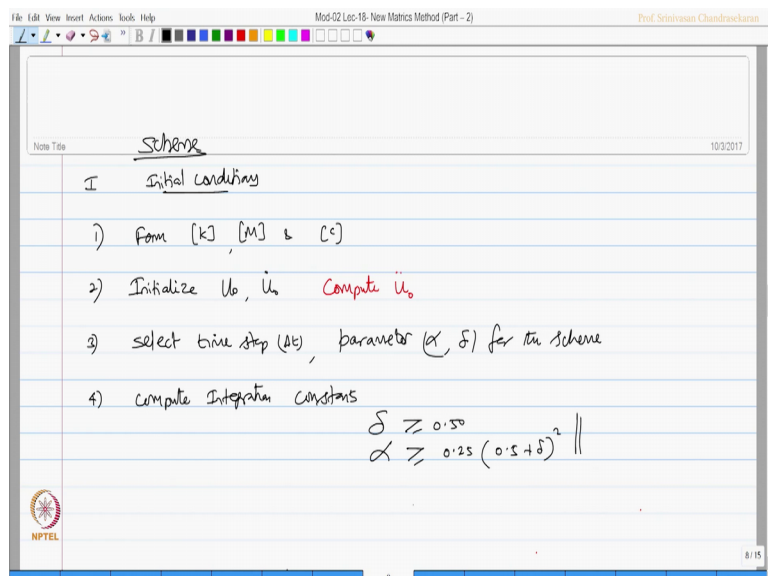 File Edit View Insert Actions Tools Help
Mod-02 Lec-18- New Matrics Method (Part – 2)
Prof. Srinivasan Chandrasekaran
B I
Note Title
10/3/2017
Scheme
I Initial conditions
1) Form [K], [M] & [C]
2) Initialize U₀, U̇₀ Compute Ü₀
3) select time step (Δt), parameter (α, δ) for the scheme
4) compute Integration constants
δ ≥ 0.50
α ≥ 0.25 (0.5 + δ)² ||
NPTEL
8 / 15